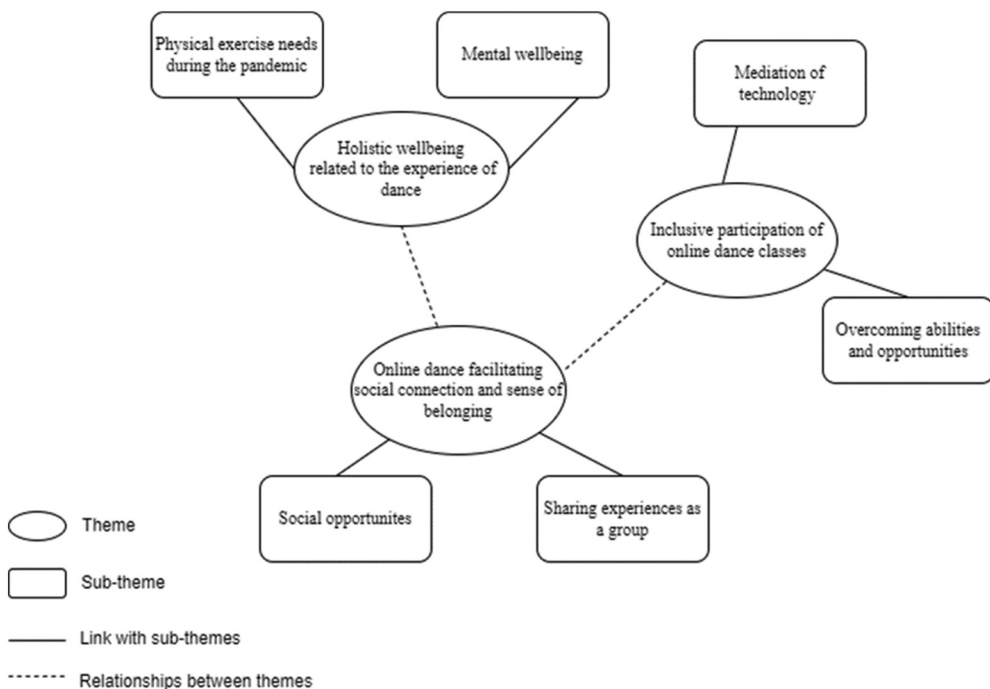 Physical exercise needs
during the pandemic
Mental wellbeing
Mediation of
technology
Holistic wellbeing
related to the experience of
dance
Inclusive participation of
online dance classes
Overcoming abilities
and opportunities
Online dance facilitating
social connection and sense of
belonging
Social opportunites
Sharing experiences as
a group
Theme
Sub-theme
Link with sub-themes
Relationships between themes